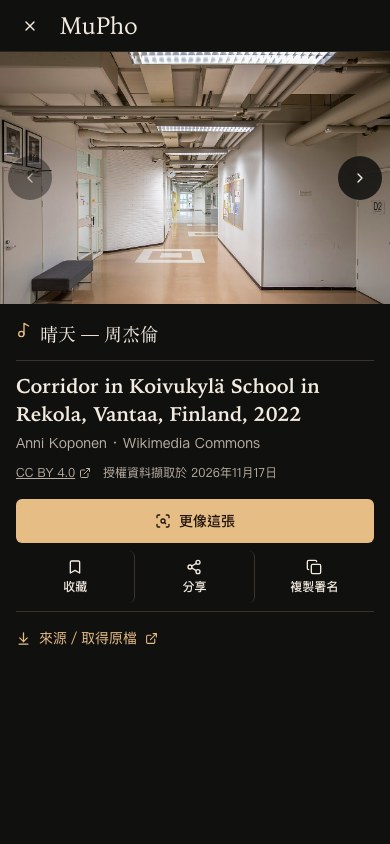 MuPho
D2
晴天 — 周杰倫
Corridor in Koivukylä School in
Rekola, Vantaa, Finland, 2022
Anni Koponen · Wikimedia Commons
CC BY 4.0 授權資料擷取於 2026年11月17日
更像這張
收藏 分享 複製署名
來源 / 取得原檔